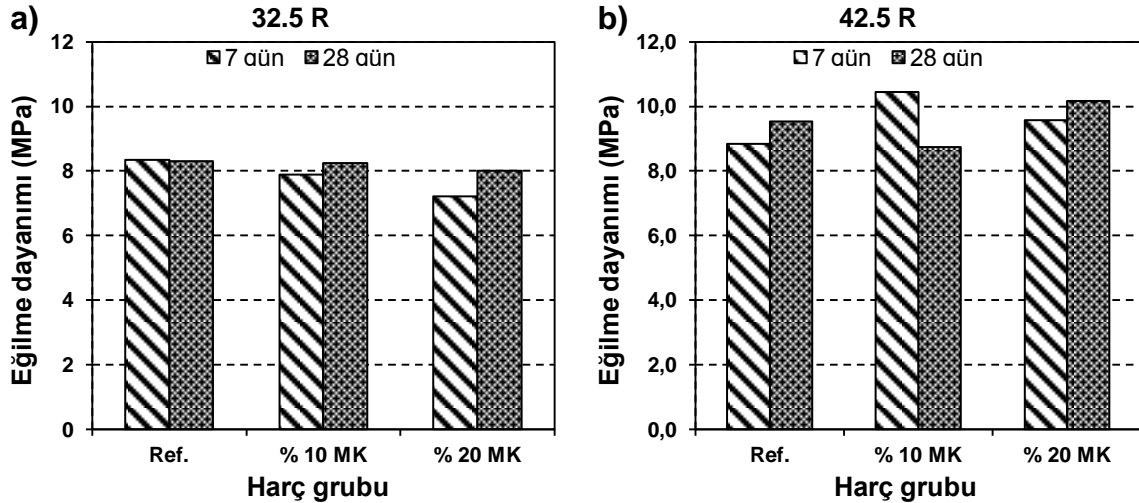 a)
32.5 R
Eğilme dayanımı (MPa)
12
10
8
6
4
2
0
7 gün
28 gün
Ref.
% 10 MK
% 20 MK
Harç grubu
b)
42.5 R
Eğilme dayanımı (MPa)
12,0
10,0
8,0
6,0
4,0
2,0
0,0
7 gün
28 gün
Ref.
% 10 MK
% 20 MK
Harç grubu